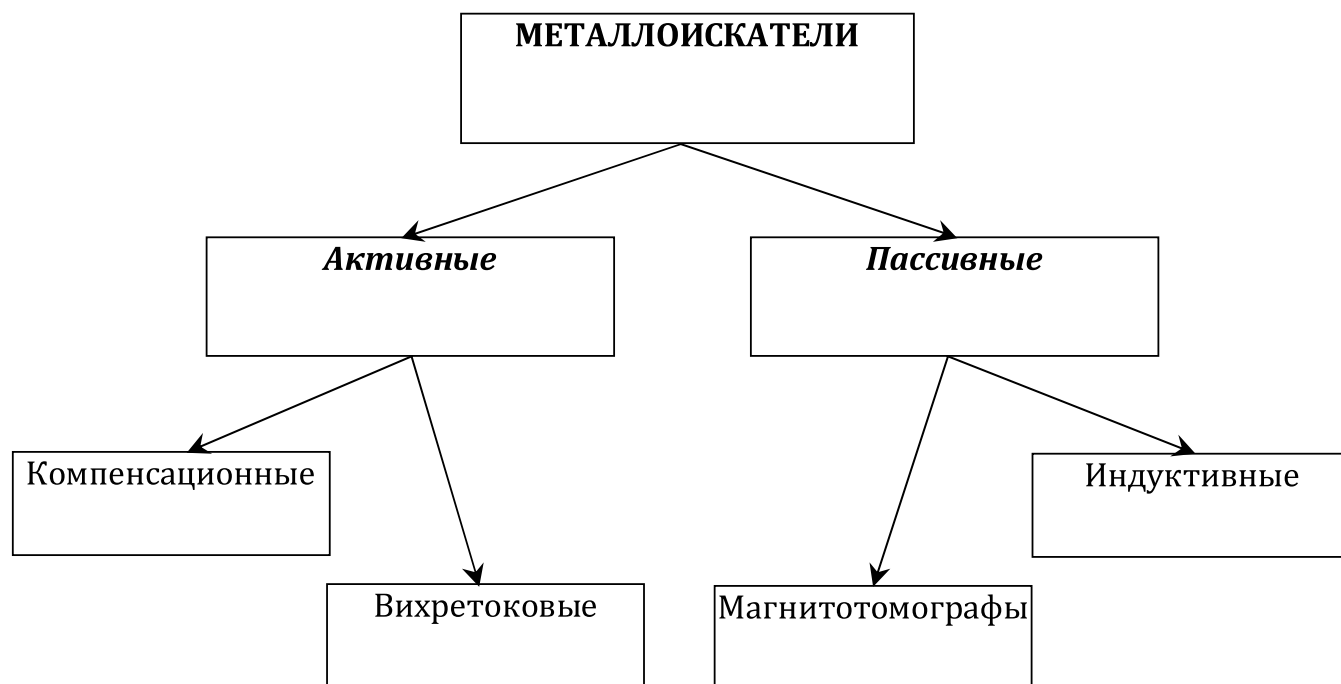 МЕТАЛЛОИСКАТЕЛИ
Активные
Пассивные
Компенсационные
Индуктивные
Вихретоковые
Магнитотомографы